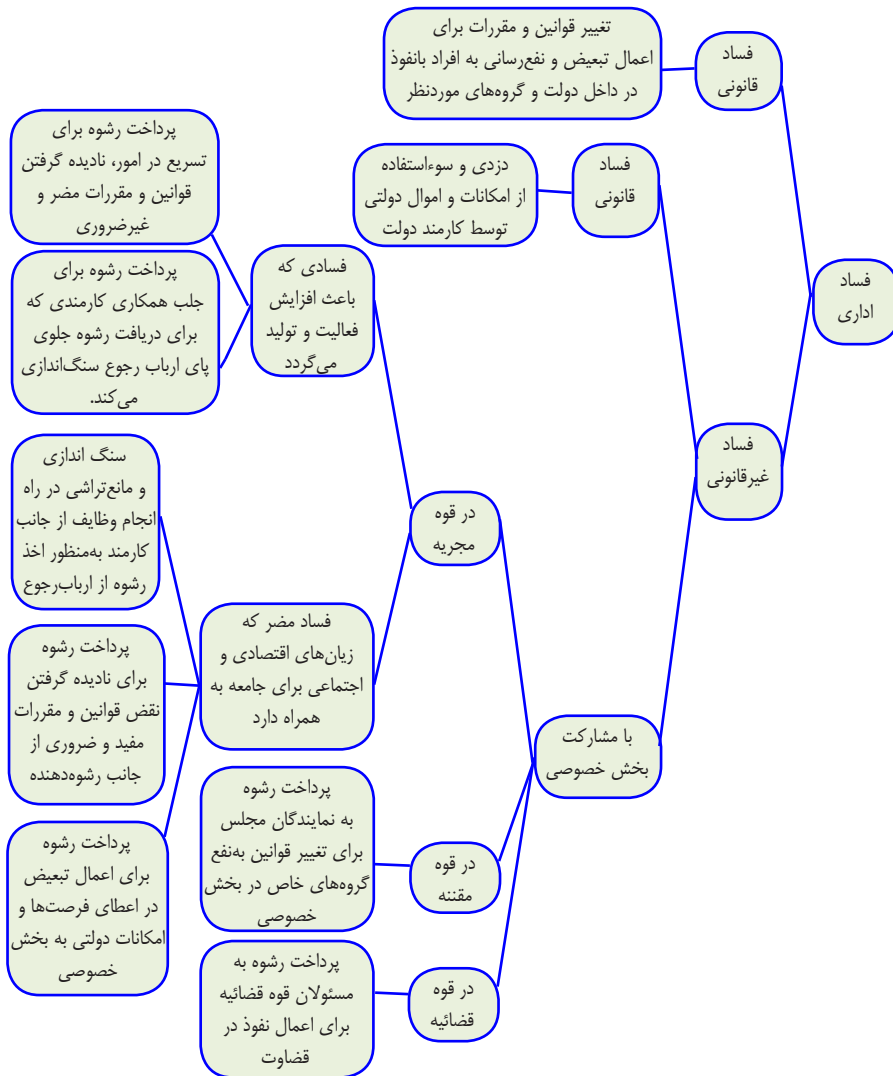 فساد
اداری
فساد
قانونی
تغییر قوانین و مقررات برای
اعمال تبعیض و نفع‌رسانی به افراد بانفوذ
در داخل دولت و گروه‌های موردنظر
فساد
غیرقانونی
فساد
قانونی
دزدی و سوءاستفاده
از امکانات و اموال دولتی
توسط کارمند دولت
با مشارکت
بخش خصوصی
در قوه
مجریه
فسادی که
باعث افزایش
فعالیت و تولید
می‌گردد
پرداخت رشوه برای
تسریع در امور، نادیده گرفتن
قوانین و مقررات مضر و
غیرضروری
پرداخت رشوه برای
جلب همکاری کارمندی که
برای دریافت رشوه جلوی
پای ارباب رجوع سنگ‌اندازی
می‌کند.
فساد مضر که
زیان‌های اقتصادی و
اجتماعی برای جامعه به
همراه دارد
سنگ اندازی
و مانع‌تراشی در راه
انجام وظایف از جانب
کارمند به‌منظور اخذ
رشوه از ارباب‌رجوع
پرداخت رشوه
برای نادیده گرفتن
نقض قوانین و مقررات
مفید و ضروری از
جانب رشوه‌دهنده
پرداخت رشوه
برای اعمال تبعیض
در اعطای فرصت‌ها و
امکانات دولتی به بخش
خصوصی
در قوه
مقننه
پرداخت رشوه
به نمایندگان مجلس
برای تغییر قوانین به‌نفع
گروه‌های خاص در بخش
خصوصی
در قوه
قضائیه
پرداخت رشوه به
مسئولان قوه قضائیه
برای اعمال نفوذ در
قضاوت